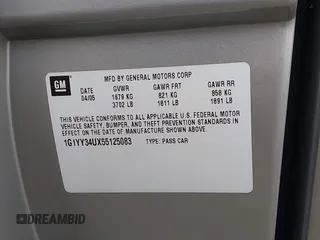 GM
MFD BY GENERAL MOTORS CORP
DATE GVWR GAWR FRT GAWR RR
04/05 1679 KG 821 KG 858 KG
3702 LB 1811 LB 1891 LB
THIS VEHICLE CONFORMS TO ALL APPLICABLE U.S. FEDERAL MOTOR
VEHICLE SAFETY, BUMPER, AND THEFT PREVENTION STANDARDS IN
EFFECT ON THE DATE OF MANUFACTURE SHOWN ABOVE.
1G1YY34UX55125083 TYPE: PASS CAR
DREAMBID